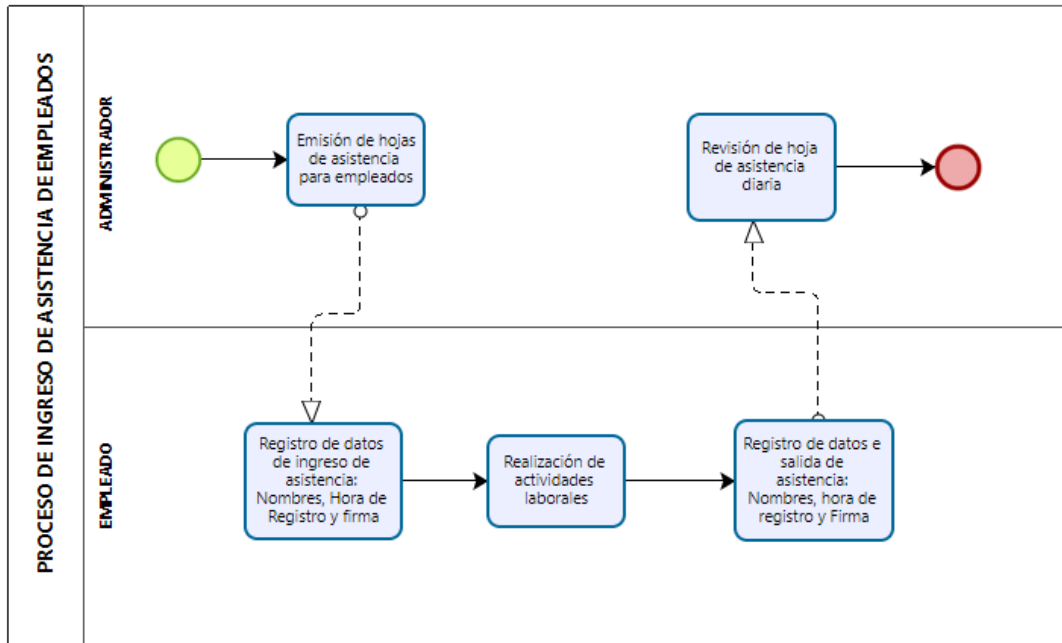 PROCESO DE INGRESO DE ASISTENCIA DE EMPLEADOS
ADMINISTRADOR
Emisión de hojas
de asistencia
para empleados
Revisión de hoja
de asistencia
diaria
EMPLEADO
Registro de datos
de ingreso de
asistencia:
Nombres, Hora de
Registro y firma
Realización de
actividades
laborales
Registro de datos e
salida de
asistencia:
Nombres, hora de
registro y Firma